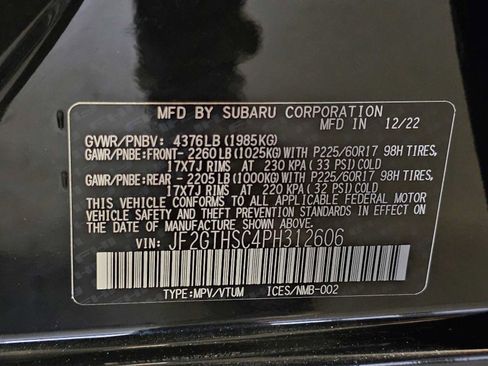 MFD BY SUBARU CORPORATION
MFD IN 12/22
GVWR/PNBV: 4376LB(1985KG)
GAWR/PNBE:FRONT- 2260LB(1025KG)WITH P225/60R17 98H TIRES,
17X7J RIMS AT 230 KPA(33 PSI)COLD
GAWR/PNBE:REAR - 2205LB(1000KG)WITH P225/60R17 98H TIRES,
17X7J RIMS AT 220 KPA(32 PSI)COLD
THIS VEHICLE CONFORMS TO ALL APPLICABLE FEDERAL MOTOR
VEHICLE SAFETY AND THEFT PREVENTION STANDARDS IN EFFECT ON
THE DATE OF MANUFACTURE SHOWN ABOVE.
VIN: JF2GTHSC4PH312606
TYPE:MPV/VTUM ICES/NMB-002